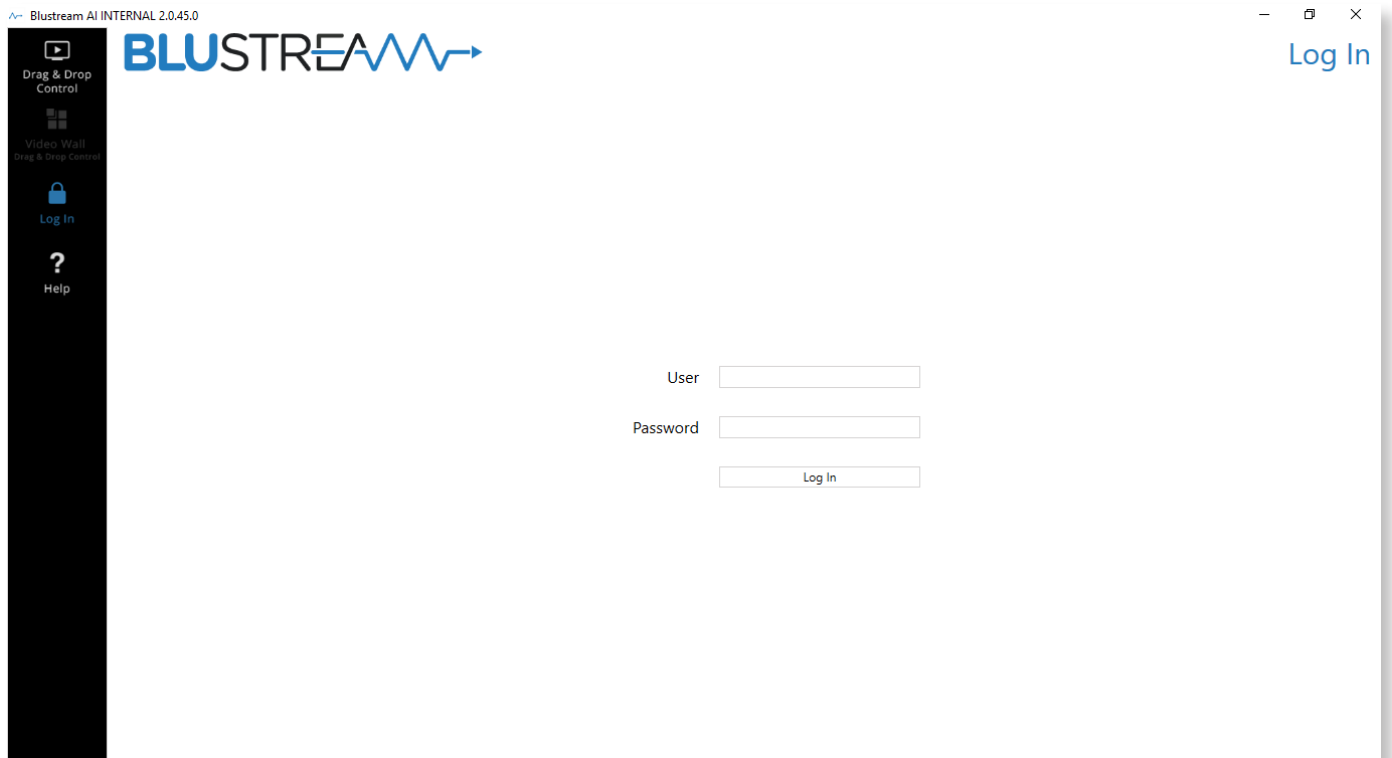 Blustream AI INTERNAL 2.0.45.0
BLUSTREAM
Log In
Drag & Drop
Control
Video Wall
Drag & Drop Control
Log In
?
Help
User
Password
Log In